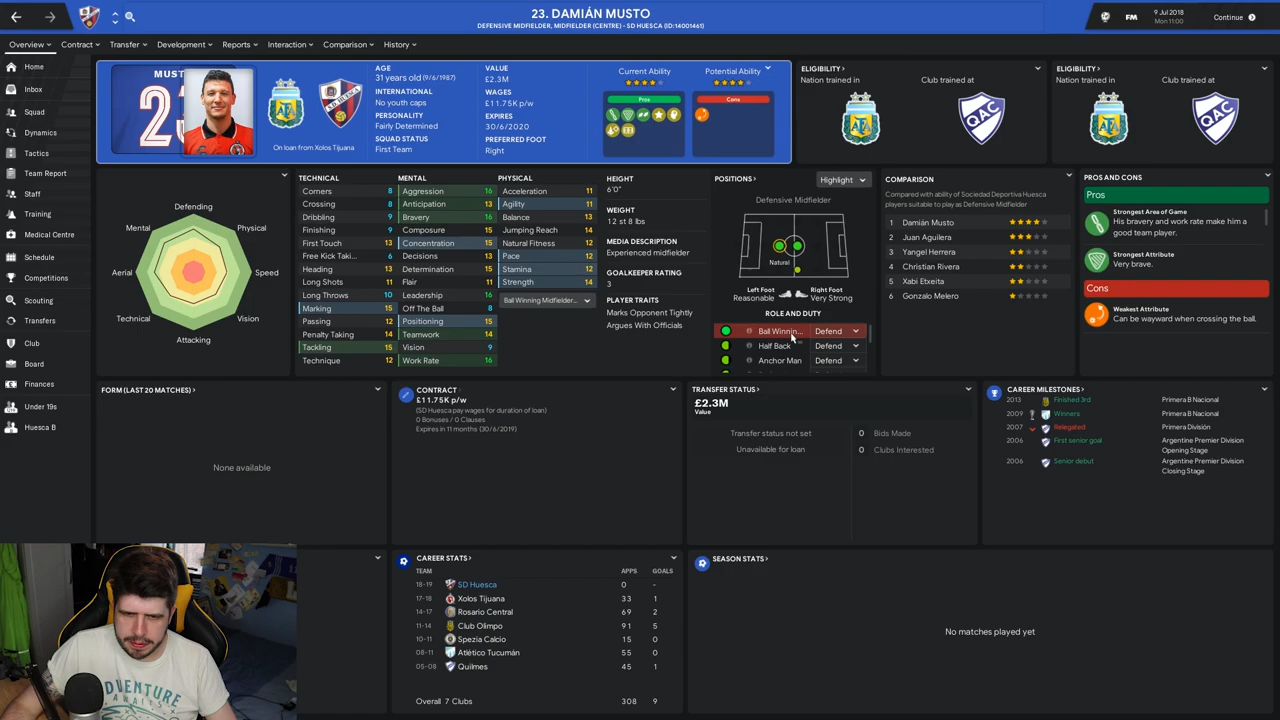 23. DAMIÁN MUSTO
DEFENSIVE MIDFIELDER, MIDFIELDER (CENTRE) - SD HUESCA (ID:14001461)
FM
9 Jul 2018
Mon 11:00
Continue
Overview Contract Transfer Development Reports Interaction Comparison History
Home
Inbox
Squad
Dynamics
Tactics
Team Report
Staff
Training
Medical Centre
Schedule
Competitions
Scouting
Transfers
Club
Board
Finances
Under 19s
Huesca B
MUST
On loan from Xolos Tijuana
AGE
31 years old (9/6/1987)
INTERNATIONAL
No youth caps
PERSONALITY
Fairly Determined
SQUAD STATUS
First Team
VALUE
£2.3M
WAGES
£11.75K p/w
EXPIRES
30/6/2020
PREFERRED FOOT
Right
Current Ability
Potential Ability
Pros
Cons
ELIGIBILITY
Nation trained in Club trained at
QAC
ELIGIBILITY
Nation trained in Club trained at
QAC
Defending
Physical
Speed
Vision
Attacking
Technical
Aerial
Mental
TECHNICAL
Corners 8
Crossing 8
Dribbling 9
Finishing 9
First Touch 13
Free Kick Taki... 6
Heading 13
Long Shots 11
Long Throws 10
Marking 15
Passing 12
Penalty Taking 14
Tackling 15
Technique 12
MENTAL
Aggression 16
Anticipation 13
Bravery 16
Composure 15
Concentration 15
Decisions 13
Determination 15
Flair 11
Leadership 16
Off The Ball 8
Positioning 15
Teamwork 14
Vision 9
Work Rate 16
PHYSICAL
Acceleration 11
Agility 11
Balance 13
Jumping Reach 14
Natural Fitness 12
Pace 12
Stamina 12
Strength 14
Ball Winning Midfielder...
HEIGHT
6'0"
WEIGHT
12 st 8 lbs
MEDIA DESCRIPTION
Experienced midfielder
GOALKEEPER RATING
3
PLAYER TRAITS
Marks Opponent Tightly
Argues With Officials
POSITIONS
Highlight
Defensive Midfielder
Natural
Left Foot
Reasonable
Right Foot
Very Strong
ROLE AND DUTY
Ball Winnin... Defend
Half Back Defend
Anchor Man Defend
COMPARISON
Compared with ability of Sociedad Deportiva Huesca
players suitable to play as Defensive Midfielder
1 Damián Musto
2 Juan Aguilera
3 Yangel Herrera
4 Christian Rivera
5 Xabi Etxeita
6 Gonzalo Melero
PROS AND CONS
Pros
Strongest Area of Game
His bravery and work rate make him a
good team player.
Strongest Attribute
Very brave.
Cons
Weakest Attribute
Can be wayward when crossing the ball.
FORM (LAST 20 MATCHES)
None available
CONTRACT
£11.75K p/w
(SD Huesca pay wages for duration of loan)
0 Bonuses / 0 Clauses
Expires in 11 months (30/6/2019)
TRANSFER STATUS
£2.3M
Value
Transfer status not set
Unavailable for loan
0 Bids Made
0 Clubs Interested
CAREER MILESTONES
2013 Finished 3rd Primera B Nacional
2009 Winners Primera B Nacional
2007 Relegated Primera División
2006 First senior goal Argentine Premier Division
Opening Stage
2006 Senior debut Argentine Premier Division
Closing Stage
CAREER STATS
TEAM APPS GOALS
18-19 SD Huesca 0 -
17-18 Xolos Tijuana 33 1
14-17 Rosario Central 69 2
11-14 Club Olimpo 91 5
10-11 Spezia Calcio 15 0
08-11 Atlético Tucumán 55 0
05-08 Quilmes 45 1
Overall 7 Clubs 308 9
SEASON STATS
No matches played yet
ADVENTURE
AWAITS